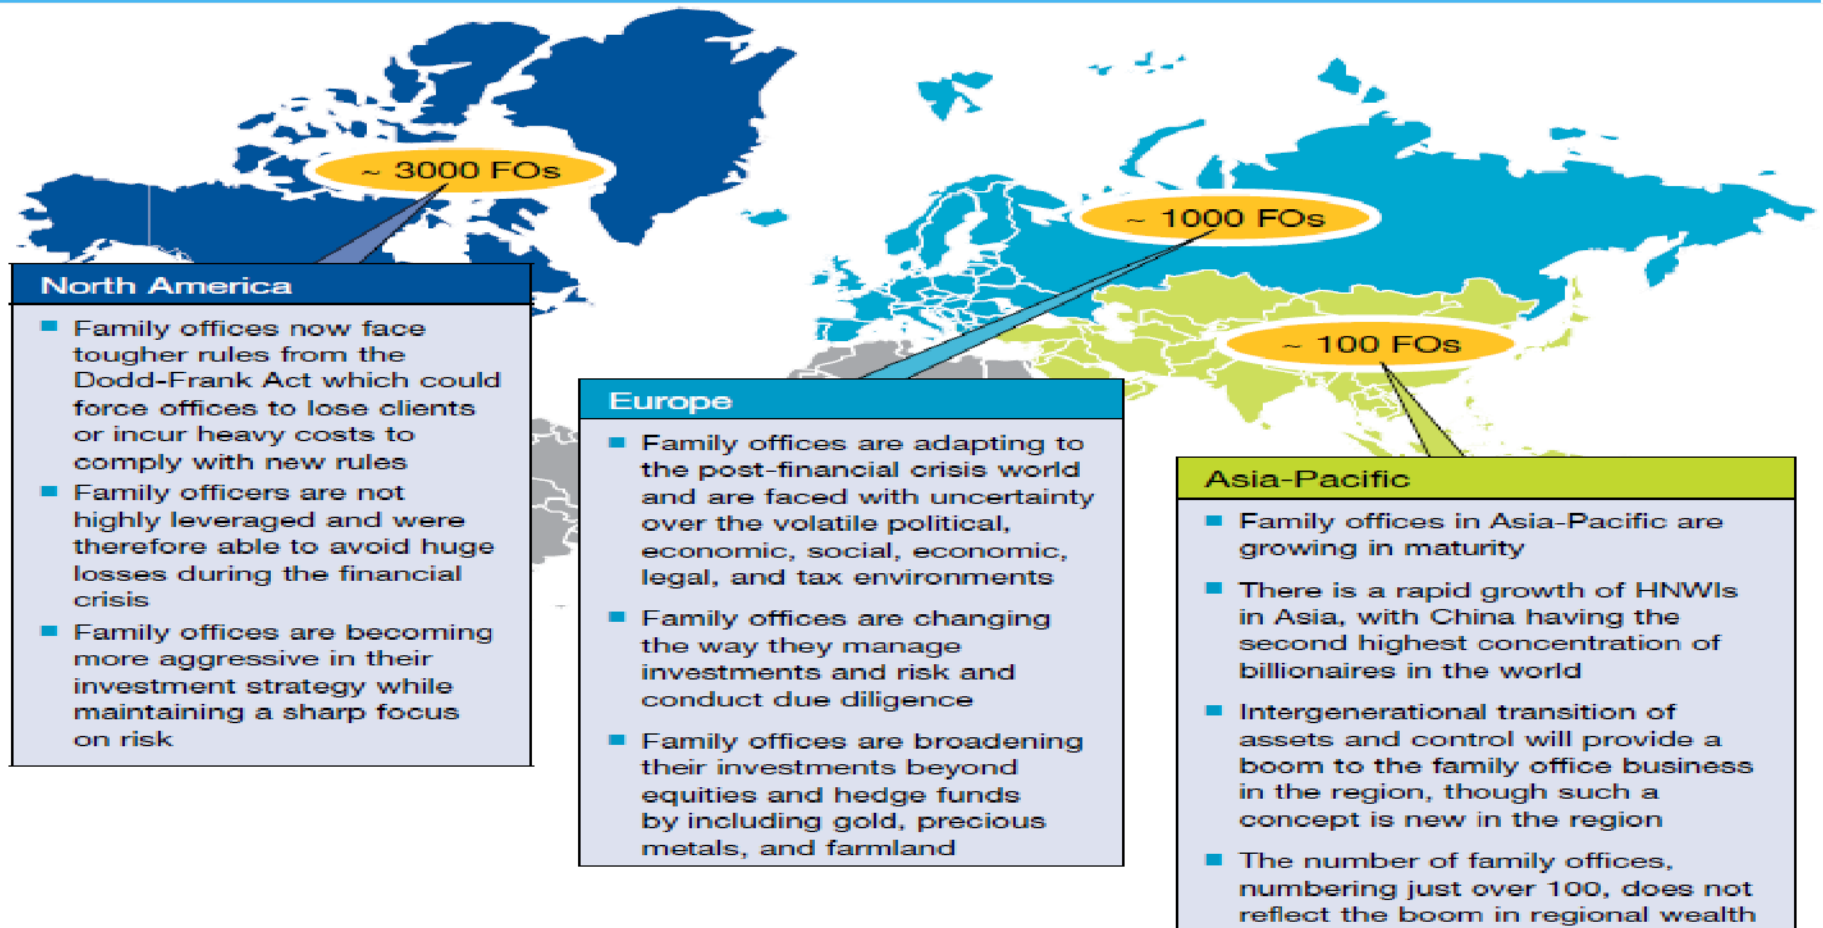 ~ 3000 FOs
~ 1000 FOs
~ 100 FOs
North America
Family offices now face
tougher rules from the
Dodd-Frank Act which could
force offices to lose clients
or incur heavy costs to
comply with new rules
Family officers are not
highly leveraged and were
therefore able to avoid huge
losses during the financial
crisis
Family offices are becoming
more aggressive in their
investment strategy while
maintaining a sharp focus
on risk
Europe
Family offices are adapting to
the post-financial crisis world
and are faced with uncertainty
over the volatile political,
economic, social, economic,
legal, and tax environments
Family offices are changing
the way they manage
investments and risk and
conduct due diligence
Family offices are broadening
their investments beyond
equities and hedge funds
by including gold, precious
metals, and farmland
Asia-Pacific
Family offices in Asia-Pacific are
growing in maturity
There is a rapid growth of HNWIs
in Asia, with China having the
second highest concentration of
billionaires in the world
Intergenerational transition of
assets and control will provide a
boom to the family office business
in the region, though such a
concept is new in the region
The number of family offices,
numbering just over 100, does not
reflect the boom in regional wealth